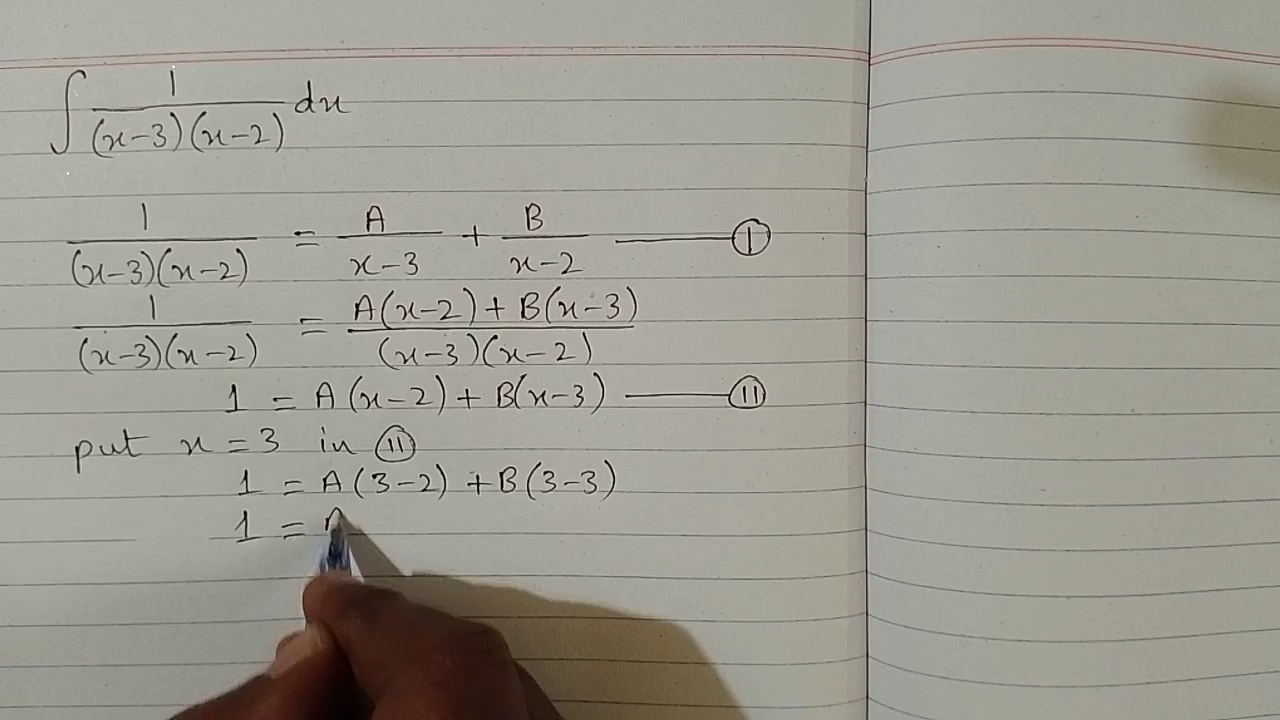 ∫ 1/((x-3)(x-2)) dx
1/((x-3)(x-2)) = A/(x-3) + B/(x-2) —— Ⓘ
1/((x-3)(x-2)) = (A(x-2) + B(x-3))/((x-3)(x-2))
1 = A(x-2) + B(x-3) —— (II)
put x = 3 in (II)
1 = A(3-2) + B(3-3)
1 = A